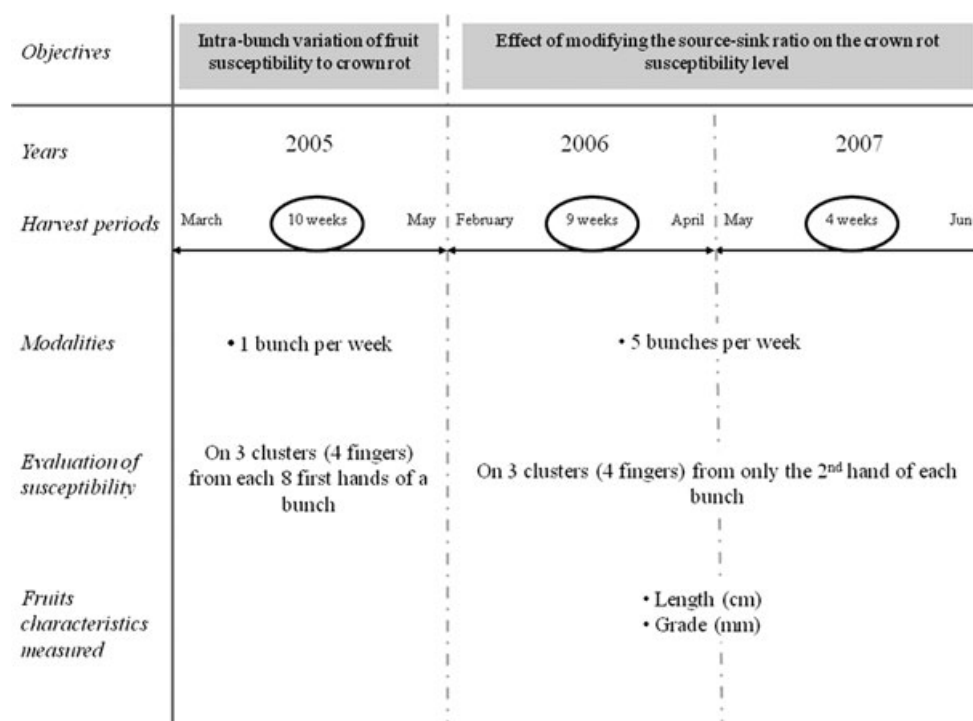 Objectives
Intra-bunch variation of fruit
susceptibility to crown rot
Effect of modifying the source-sink ratio on the crown rot
susceptibility level
Years
2005
2006
2007
Harvest periods
March
10 weeks
May
February
9 weeks
April
May
4 weeks
Jun
Modalities
• 1 bunch per week
• 5 bunches per week
Evaluation of
susceptibility
On 3 clusters (4 fingers)
from each 8 first hands of a
bunch
On 3 clusters (4 fingers) from only the 2nd hand of each
bunch
Fruits
characteristics
measured
• Length (cm)
• Grade (mm)